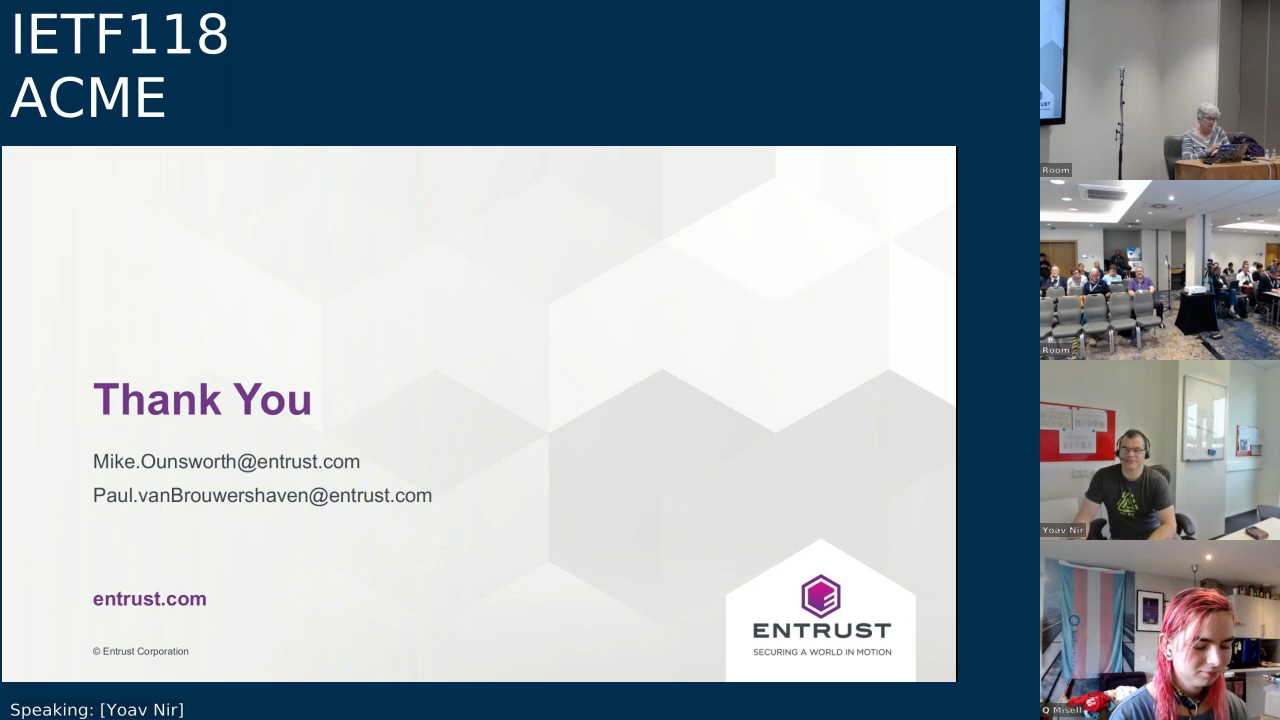 IETF118
ACME
Thank You
Mike.Ounsworth@entrust.com
Paul.vanBrouwershaven@entrust.com
entrust.com
© Entrust Corporation
ENTRUST
SECURING A WORLD IN MOTION
Speaking: [Yoav Nir]
Room
Room
Yoav Nir
Q Misell